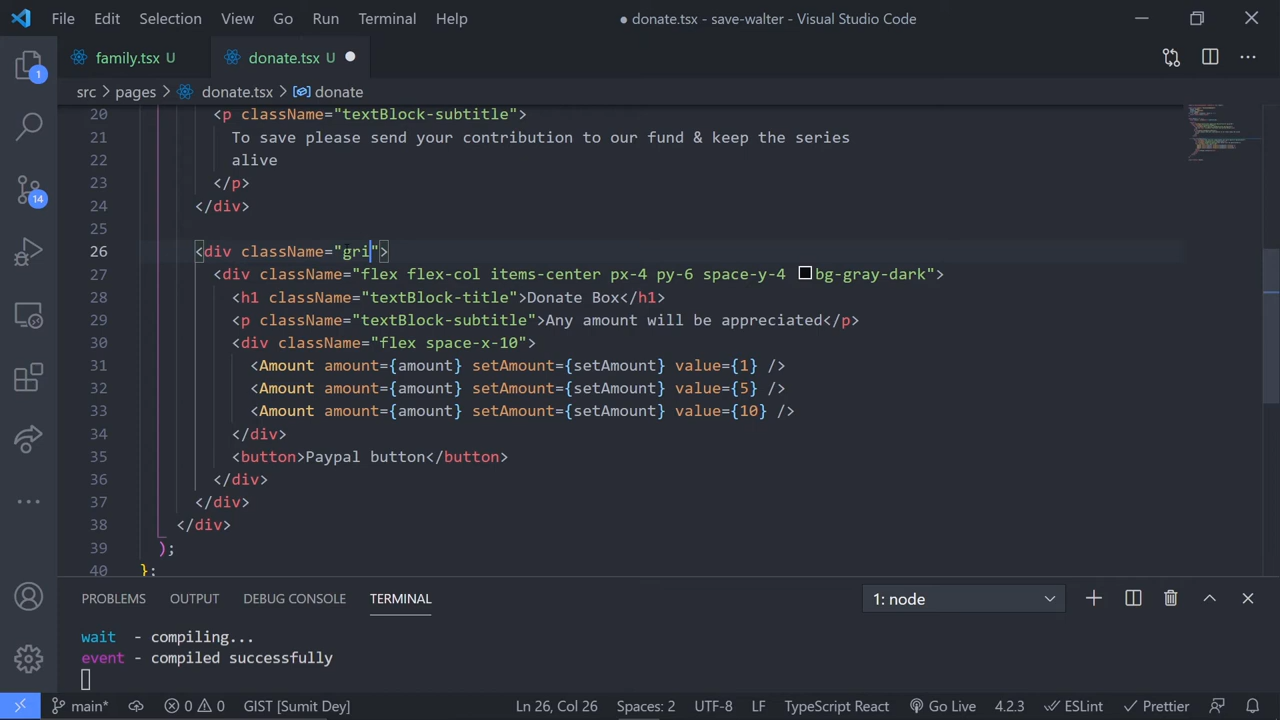 File Edit Selection View Go Run Terminal Help ● donate.tsx - save-walter - Visual Studio Code
family.tsx U donate.tsx U
1
src > pages > donate.tsx > donate
20 <p className="textBlock-subtitle">
21 To save please send your contribution to our fund & keep the series
22 alive
23 </p>
24 </div>
25
26 <div className="gri">
27 <div className="flex flex-col items-center px-4 py-6 space-y-4 bg-gray-dark">
28 <h1 className="textBlock-title">Donate Box</h1>
29 <p className="textBlock-subtitle">Any amount will be appreciated</p>
30 <div className="flex space-x-10">
31 <Amount amount={amount} setAmount={setAmount} value={1} />
32 <Amount amount={amount} setAmount={setAmount} value={5} />
33 <Amount amount={amount} setAmount={setAmount} value={10} />
34 </div>
35 <button>Paypal button</button>
36 </div>
37 </div>
38 </div>
39 );
40 };
14
PROBLEMS OUTPUT DEBUG CONSOLE TERMINAL 1: node
wait - compiling...
event - compiled successfully
main* 0 0 GIST [Sumit Dey] Ln 26, Col 26 Spaces: 2 UTF-8 LF TypeScript React Go Live 4.2.3 ESLint Prettier